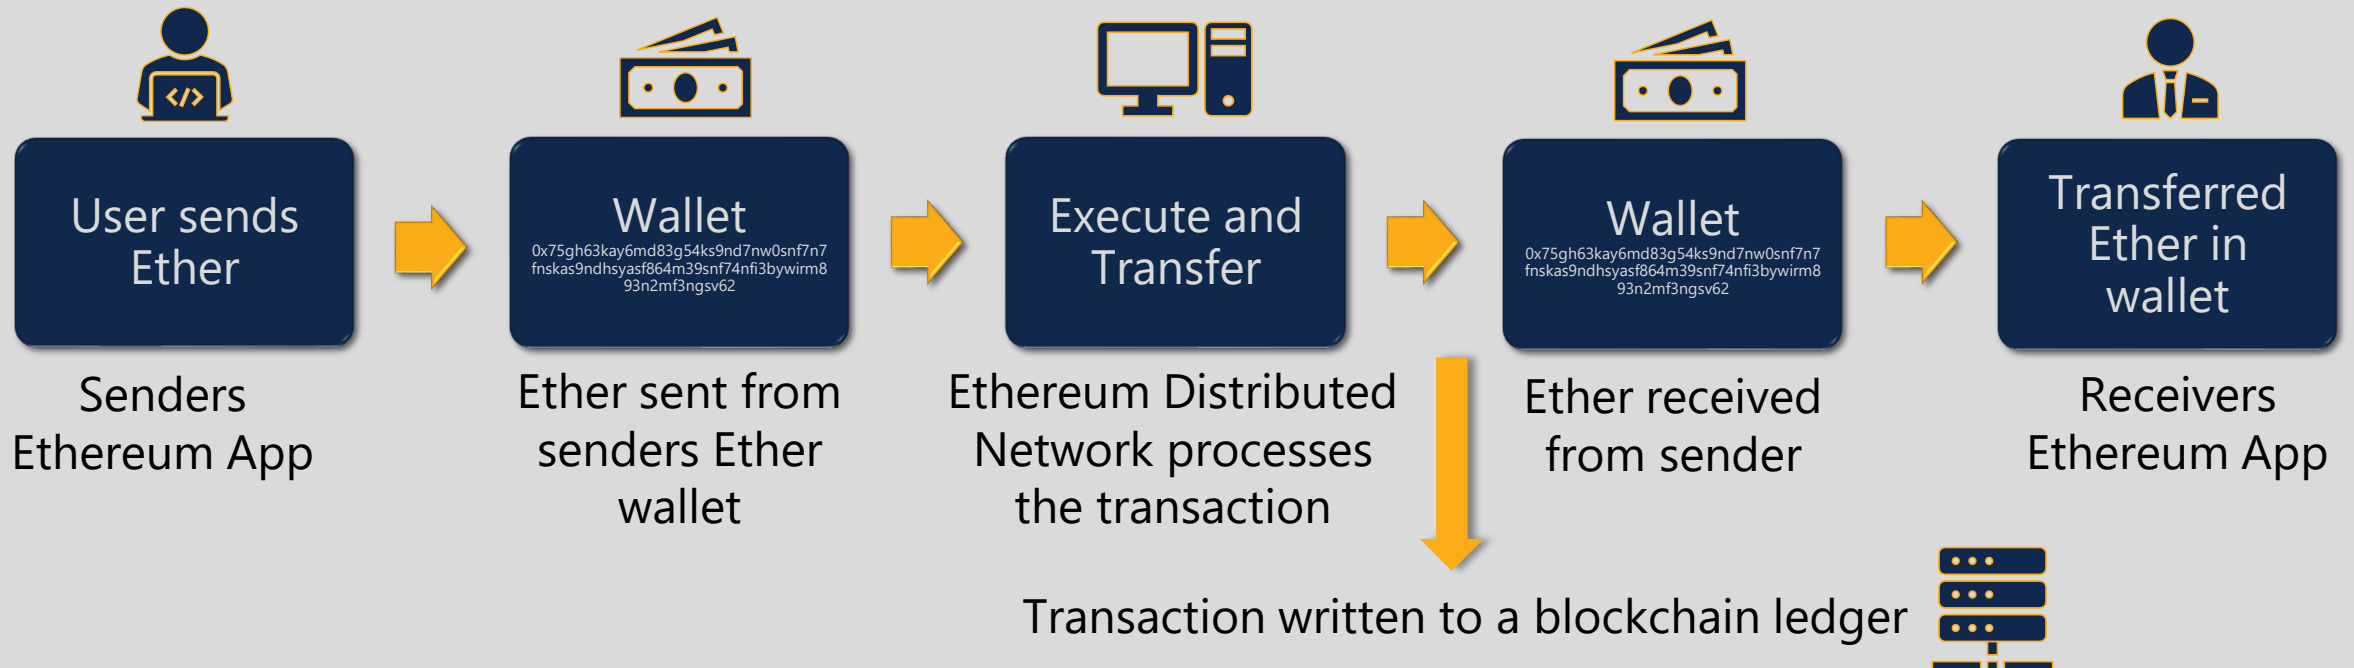 </>
User sends
Ether
Wallet
0x75gh63kay6md83g54ks9nd7nw0snf7n7
fnskas9ndhsyasf864m39snf74nfi3bywirm8
93n2mf3ngsv62
Execute and
Transfer
Wallet
0x75gh63kay6md83g54ks9nd7nw0snf7n7
fnskas9ndhsyasf864m39snf74nfi3bywirm8
93n2mf3ngsv62
Transferred
Ether in
wallet
Senders
Ethereum App
Ether sent from
senders Ether
wallet
Ethereum Distributed
Network processes
the transaction
Ether received
from sender
Receivers
Ethereum App
Transaction written to a blockchain ledger